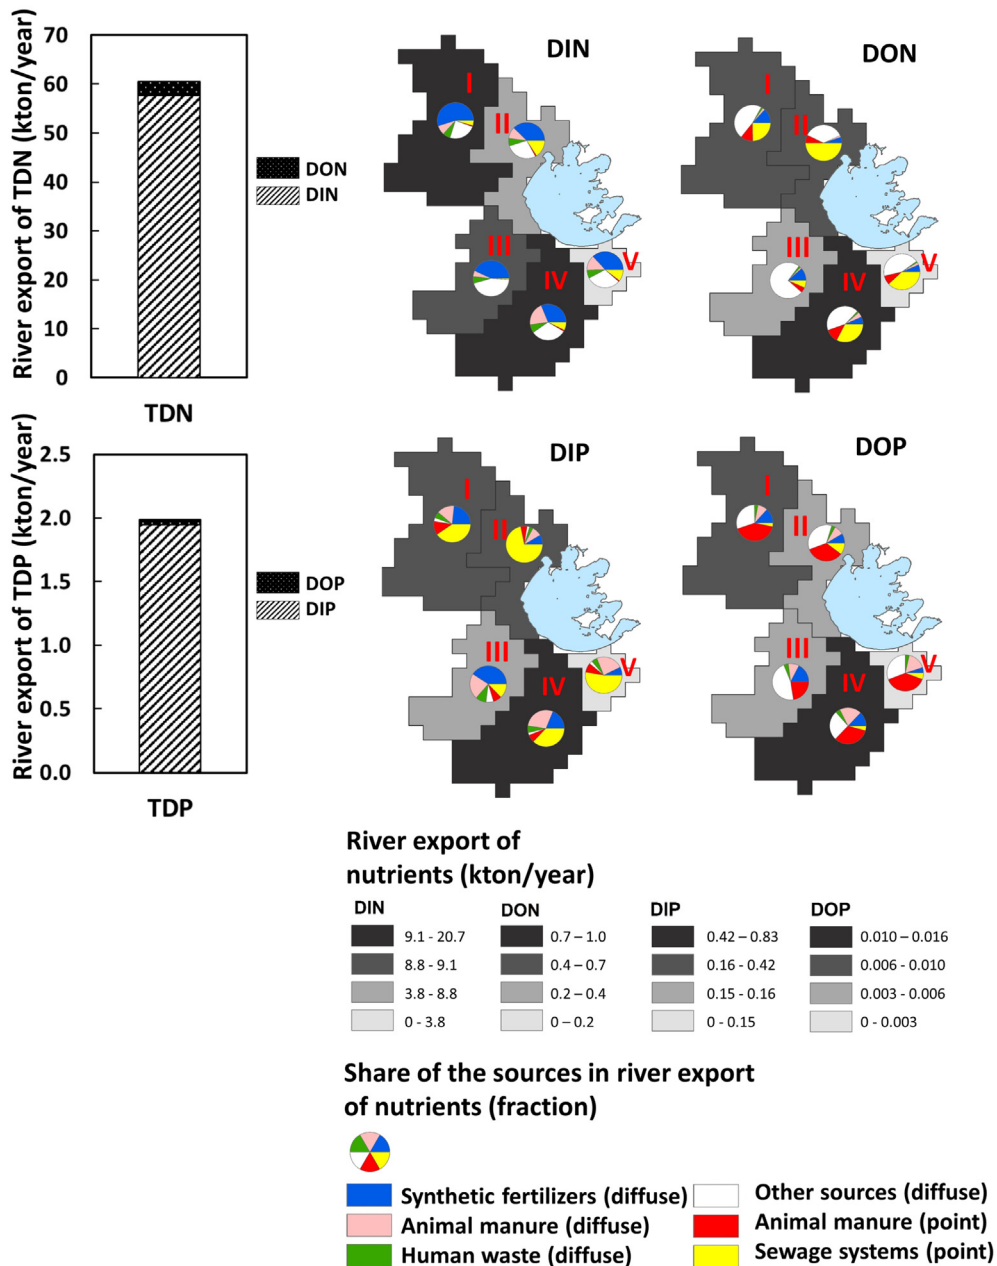 River export of TDN (kton/year)
70
60
50
40
30
20
10
0
TDN
DON
DIN
DIN
I
II
III
IV
V
DON
I
II
III
IV
V
River export of TDP (kton/year)
2.5
2.0
1.5
1.0
0.5
0.0
TDP
DOP
DIP
DIP
I
II
III
IV
V
DOP
I
II
III
IV
V
River export of
nutrients (kton/year)
DIN
9.1 - 20.7
8.8 - 9.1
3.8 - 8.8
0 - 3.8
DON
0.7 – 1.0
0.4 – 0.7
0.2 – 0.4
0 – 0.2
DIP
0.42 – 0.83
0.16 - 0.42
0.15 - 0.16
0 - 0.15
DOP
0.010 – 0.016
0.006 - 0.010
0.003 - 0.006
0 - 0.003
Share of the sources in river export
of nutrients (fraction)
Synthetic fertilizers (diffuse)
Animal manure (diffuse)
Human waste (diffuse)
Other sources (diffuse)
Animal manure (point)
Sewage systems (point)